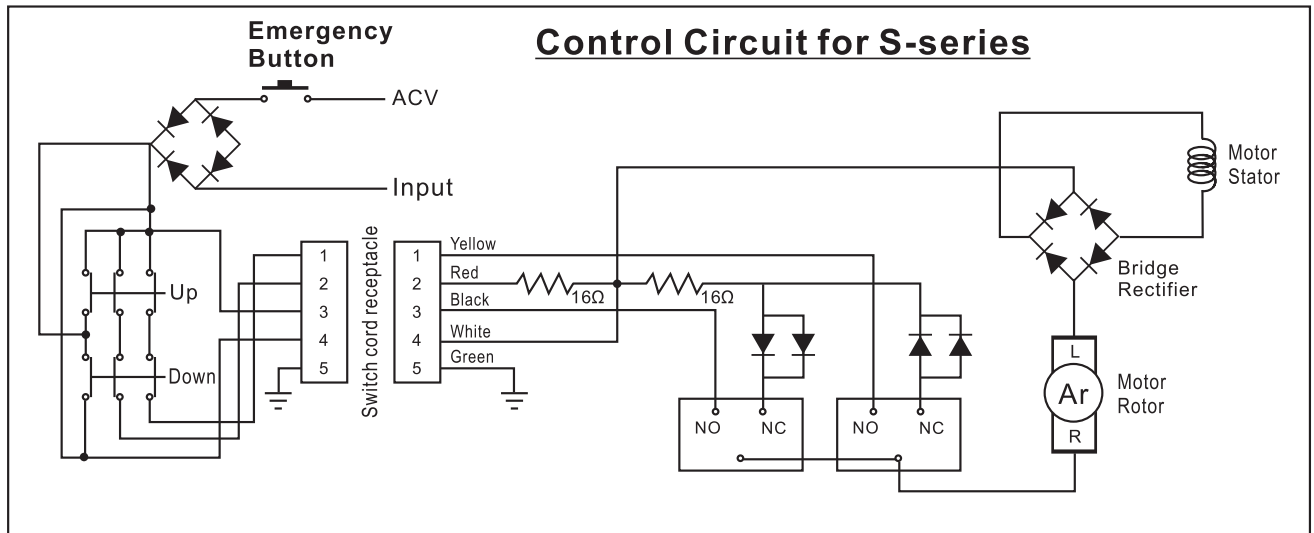 Control Circuit for S-series
Emergency
Button
ACV
Input
Up
Down
1
2
3
4
5
Switch cord receptacle
1
2
3
4
5
Yellow
Red
Black
White
Green
16Ω
16Ω
NO
NC
NO
NC
Motor
Stator
Bridge
Rectifier
L
Ar
R
Motor
Rotor